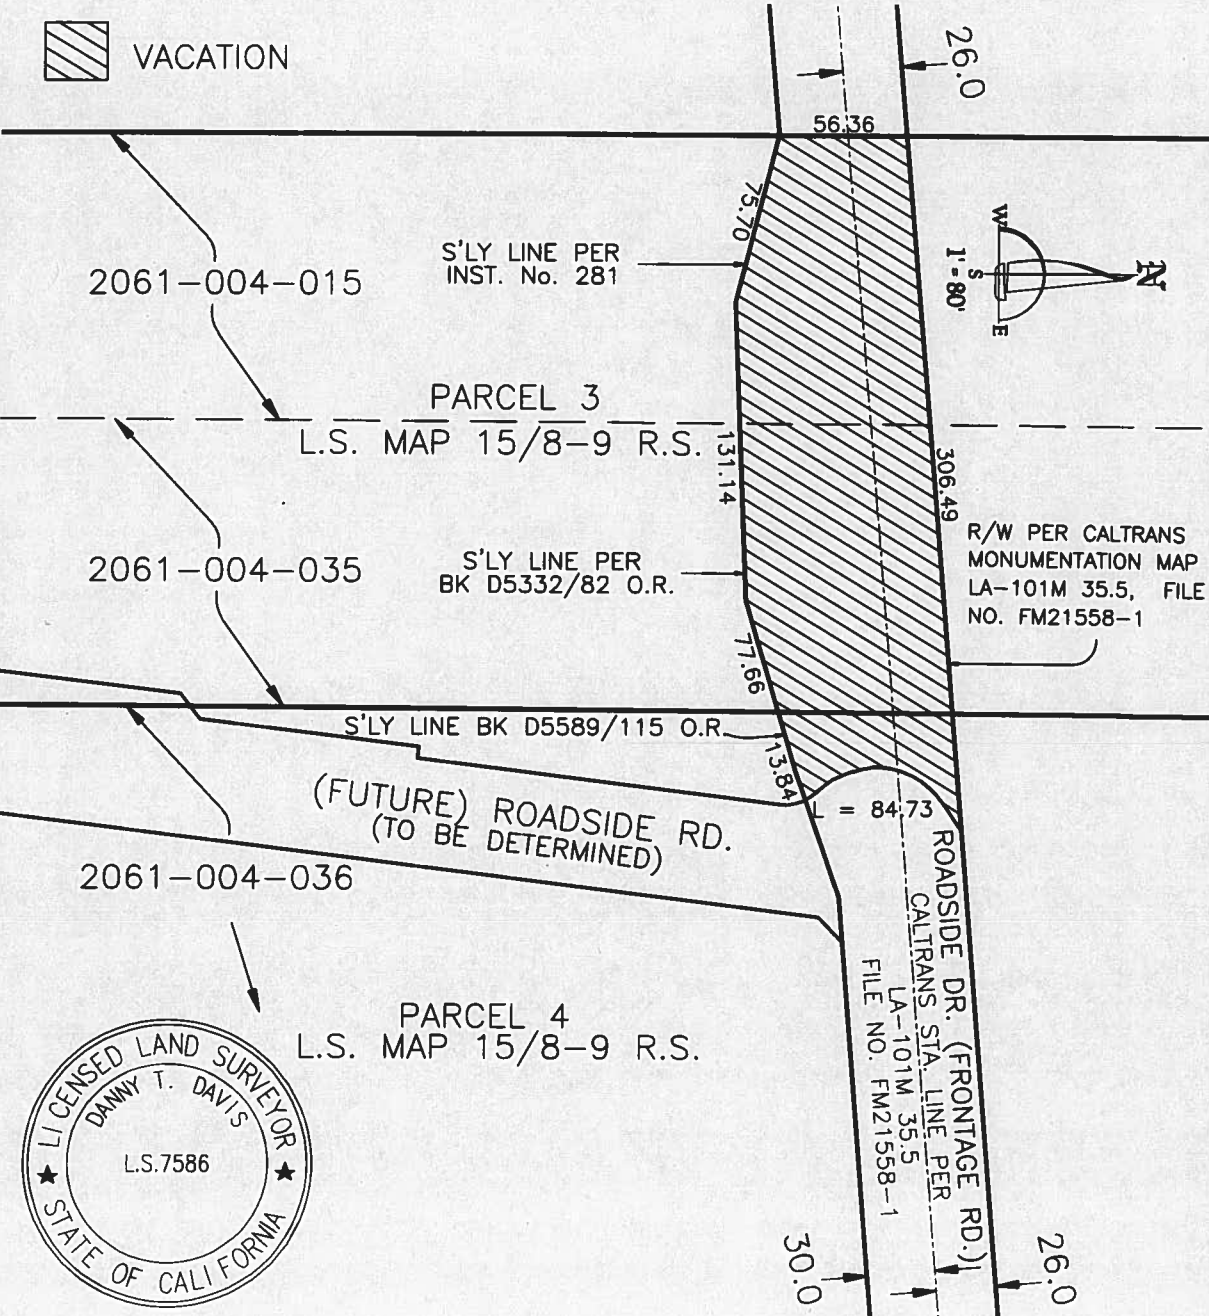 VACATION
26.0
56.36
75.70
S'LY LINE PER
INST. No. 281
2061-004-015
W
S
N
E
1" = 80'
PARCEL 3
L.S. MAP 15/8-9 R.S.
131.14
306.49
R/W PER CALTRANS
MONUMENTATION MAP
LA-101M 35.5, FILE
NO. FM21558-1
2061-004-035
S'LY LINE PER
BK D5332/82 O.R.
77.66
S'LY LINE BK D5589/115 O.R.
13.84
L = 84.73
(FUTURE) ROADSIDE RD.
(TO BE DETERMINED)
2061-004-036
ROADSIDE DR. (FRONTAGE RD.)
CALTRANS STA. LINE PER
LA-101M 35.5
FILE NO. FM21558-1
PARCEL 4
L.S. MAP 15/8-9 R.S.
LICENSED LAND SURVEYOR
DANNY T. DAVIS
L.S.7586
STATE OF CALIFORNIA
30.0
26.0